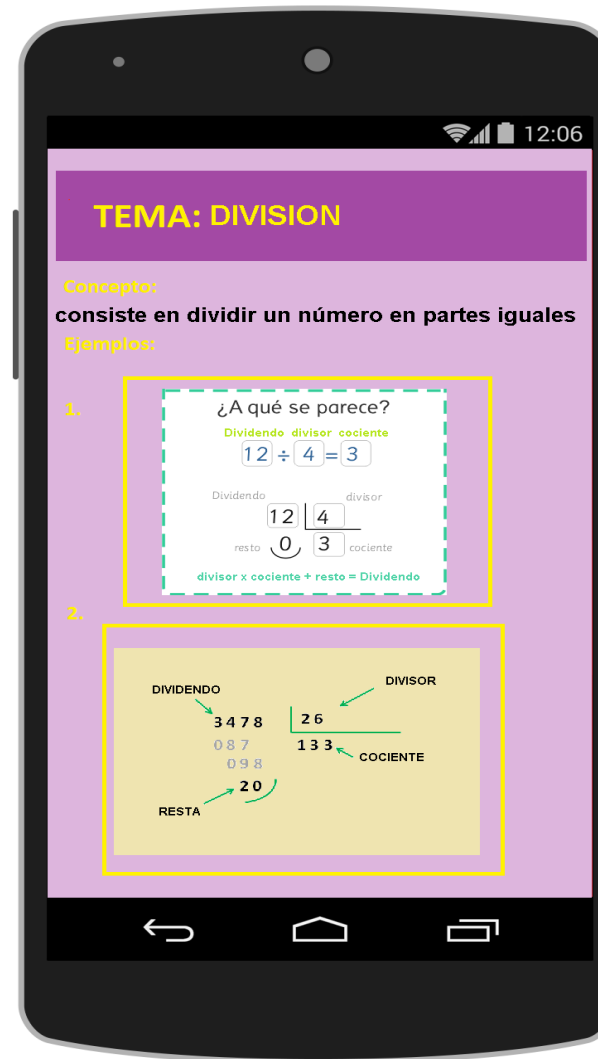 12:06
TEMA: DIVISION
Concepto:
consiste en dividir un número en partes iguales
Ejemplos:
1.
¿A qué se parece?
Dividendo divisor cociente
12 ÷ 4 = 3
Dividendo divisor
12 4
resto 0 3 cociente
divisor x cociente + resto = Dividendo
2.
DIVIDENDO DIVISOR
3478 26
087 133
COCIENTE
098
20
RESTA